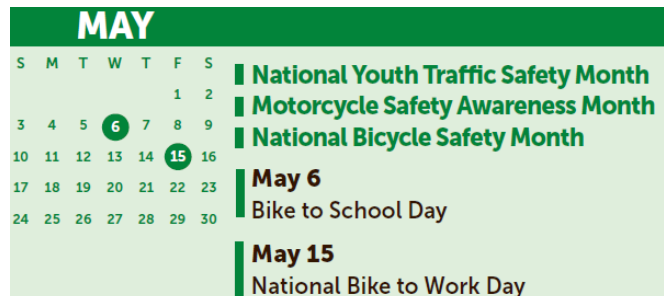 MAY
S M T W T F S
1 2
3 4 5 6 7 8 9
10 11 12 13 14 15 16
17 18 19 20 21 22 23
24 25 26 27 28 29 30
National Youth Traffic Safety Month
Motorcycle Safety Awareness Month
National Bicycle Safety Month
May 6
Bike to School Day
May 15
National Bike to Work Day